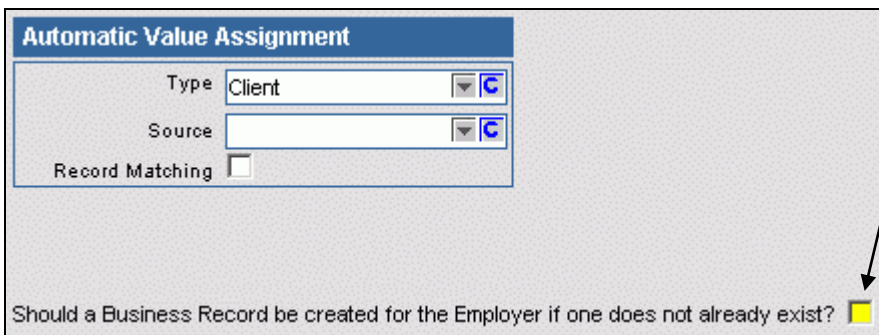 Automatic Value Assignment
Type Client C
Source C
Record Matching
Should a Business Record be created for the Employer if one does not already exist?